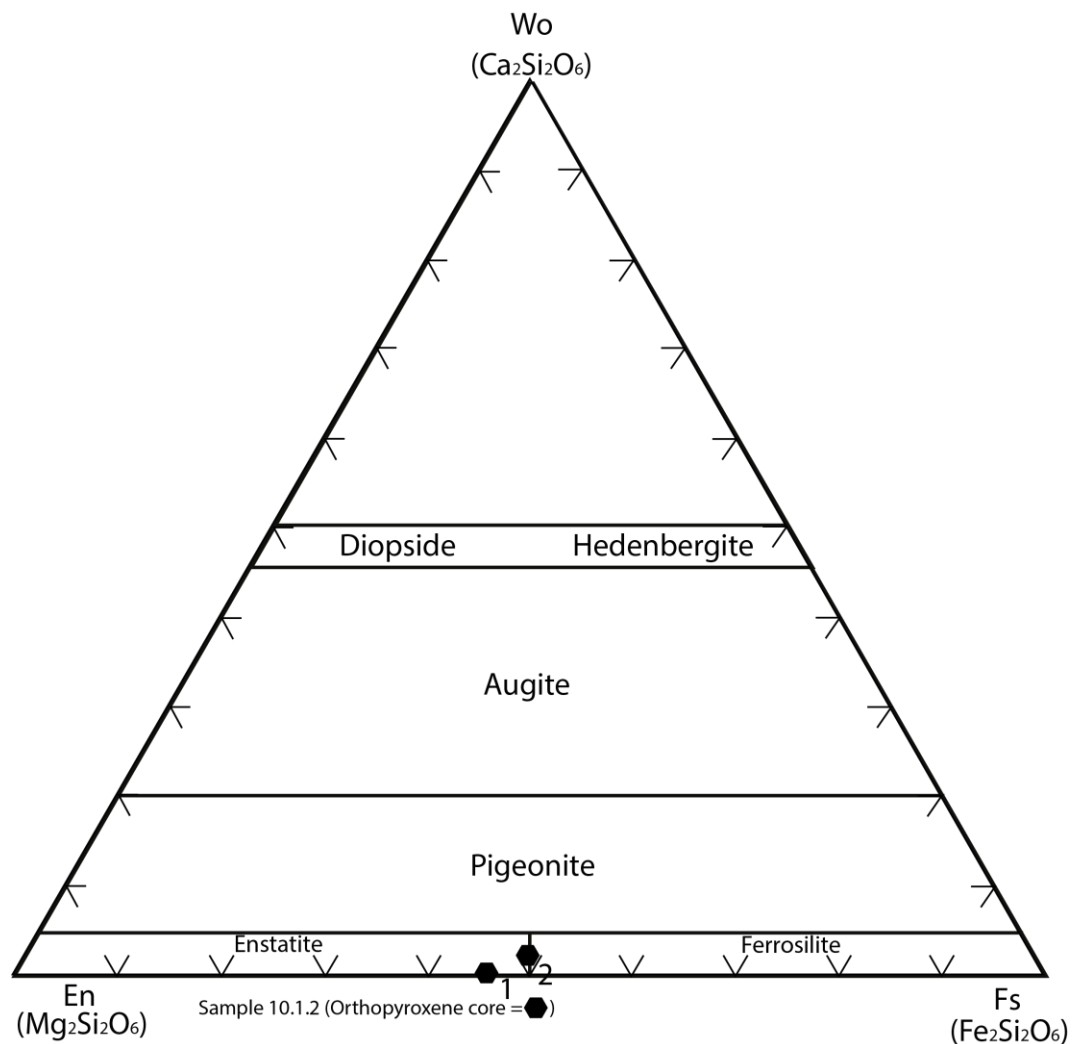 Wo
(Ca₂Si₂O₆)
Diopside Hedenbergite
Augite
Pigeonite
Enstatite Ferrosilite
1 2
En Fs
(Mg₂Si₂O₆) (Fe₂Si₂O₆)
Sample 10.1.2 (Orthopyroxene core = )